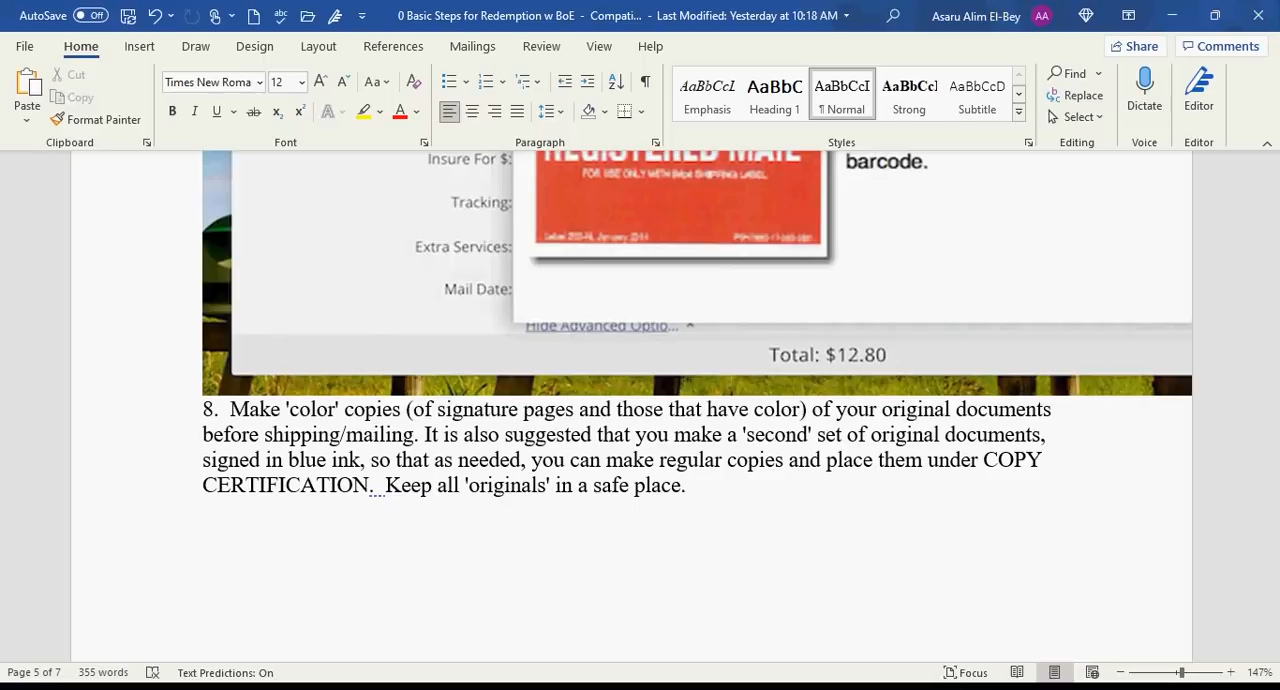 AutoSave Off 0 Basic Steps for Redemption w BoE - Compati... - Last Modified: Yesterday at 10:18 AM Asaru Alim El-Bey AA
File Home Insert Draw Design Layout References Mailings Review View Help Share Comments
Paste Cut Copy Format Painter
Times New Roma 12 Aa
AaBbCcI AaBbC AaBbCcI AaBbCcI AaBbCcD
Emphasis Heading 1 ¶ Normal Strong Subtitle
Find Replace Select
Dictate Editor
Clipboard Font Paragraph Styles Editing Voice Editor
Insure For $:
REGISTERED MAIL
barcode.
Tracking:
Extra Services:
Mail Date:
Hide Advanced Optio...
Total: $12.80
8. Make 'color' copies (of signature pages and those that have color) of your original documents
before shipping/mailing. It is also suggested that you make a 'second' set of original documents,
signed in blue ink, so that as needed, you can make regular copies and place them under COPY
CERTIFICATION. Keep all 'originals' in a safe place.
Page 5 of 7 355 words Text Predictions: On Focus 147%